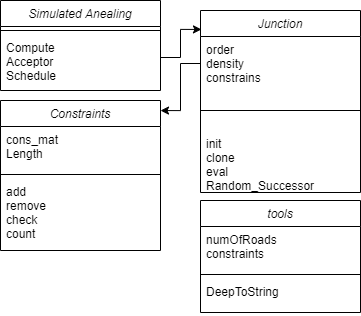 Simulated Anealing
Compute
Acceptor
Schedule
Junction
order
density
constrains
init
clone
eval
Random_Successor
Constraints
cons_mat
Length
add
remove
check
count
tools
numOfRoads
constraints
DeepToString